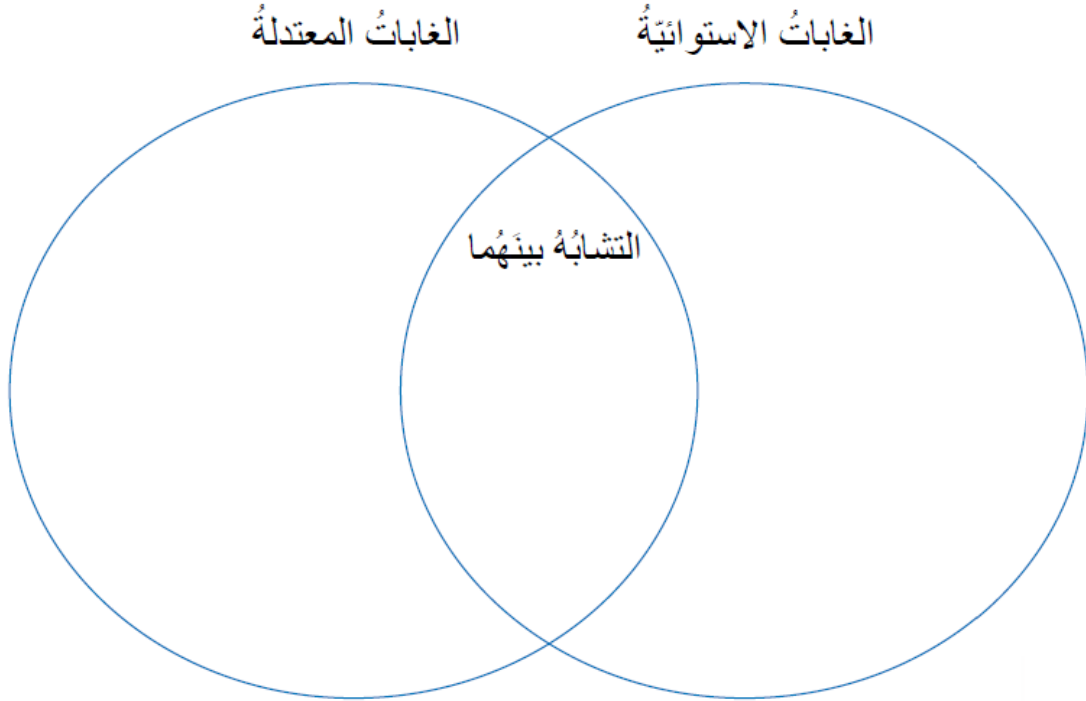 الغاباتُ الاستوائيّةُ
الغاباتُ المعتدلةُ
التشابُهُ بينَهُما